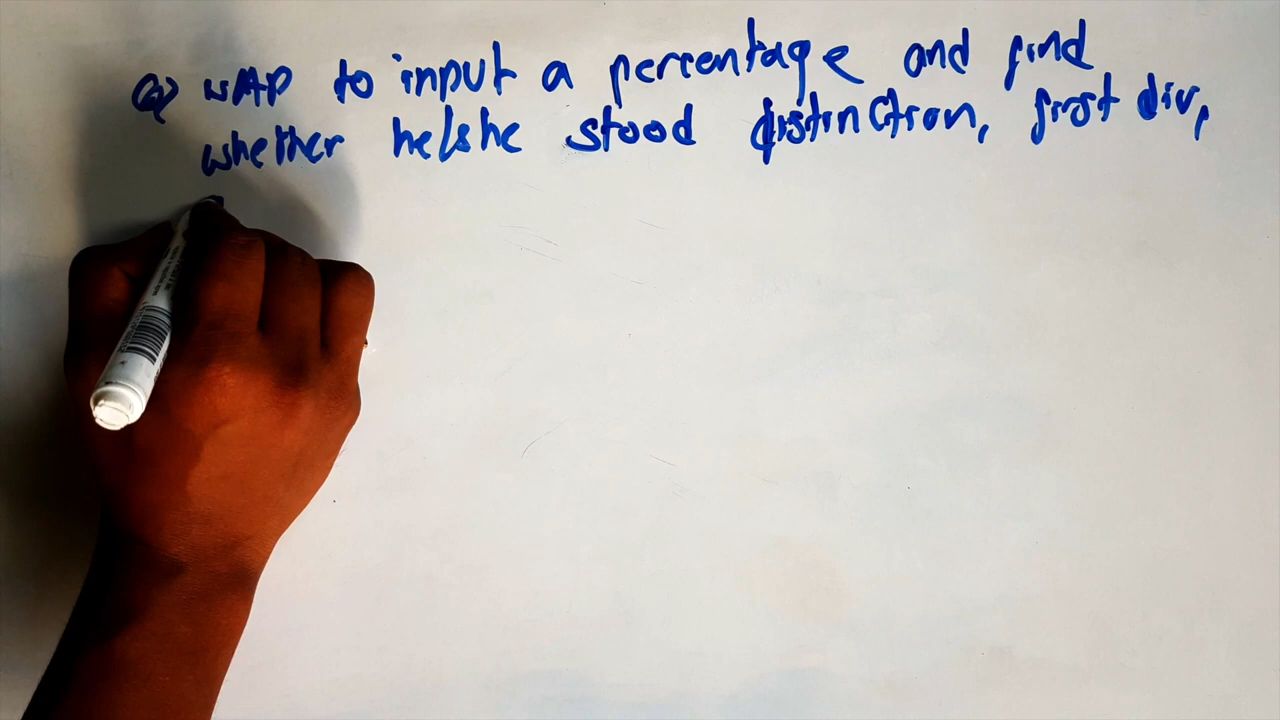 Q) WAP to input a percentage and find
whether he/she stood distinction, first div,